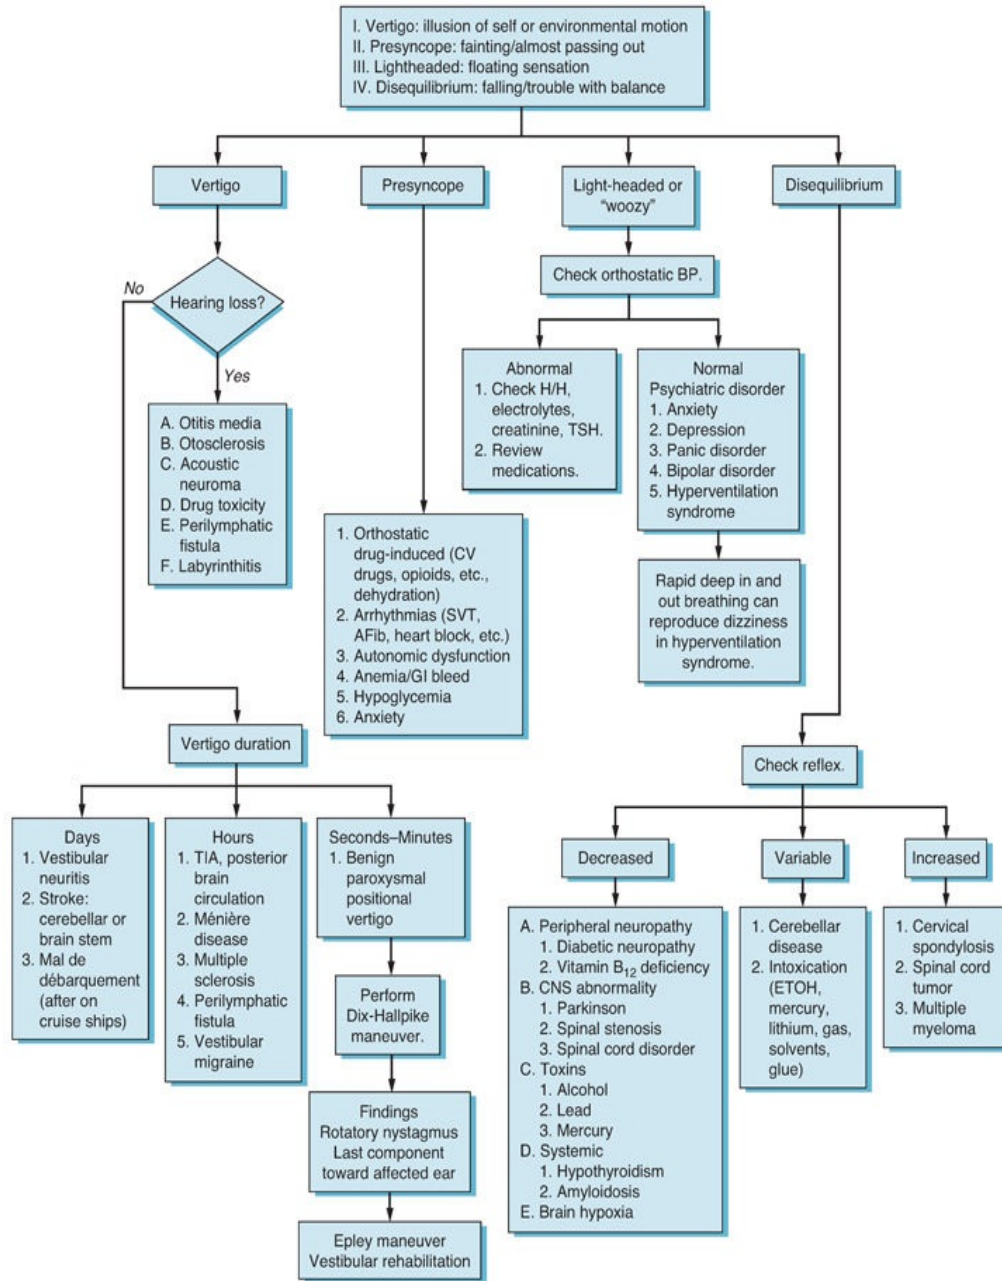 I. Vertigo: illusion of self or environmental motion
II. Presyncope: fainting/almost passing out
III. Lightheaded: floating sensation
IV. Disequilibrium: falling/trouble with balance
Vertigo
Presyncope
Light-headed or
“woozy”
Disequilibrium
Check orthostatic BP.
No
Hearing loss?
Yes
Abnormal
1. Check H/H,
electrolytes,
creatinine, TSH.
2. Review
medications.
Normal
Psychiatric disorder
1. Anxiety
2. Depression
3. Panic disorder
4. Bipolar disorder
5. Hyperventilation
syndrome
A. Otitis media
B. Otosclerosis
C. Acoustic
neuroma
D. Drug toxicity
E. Perilymphatic
fistula
F. Labyrinthitis
1. Orthostatic
drug-induced (CV
drugs, opioids, etc.,
dehydration)
2. Arrhythmias (SVT,
AFib, heart block, etc.)
3. Autonomic dysfunction
4. Anemia/GI bleed
5. Hypoglycemia
6. Anxiety
Rapid deep in and
out breathing can
reproduce dizziness
in hyperventilation
syndrome.
Vertigo duration
Check reflex.
Days
1. Vestibular
neuritis
2. Stroke:
cerebellar or
brain stem
3. Mal de
débarquement
(after on
cruise ships)
Hours
1. TIA, posterior
brain
circulation
2. Ménière
disease
3. Multiple
sclerosis
4. Perilymphatic
fistula
5. Vestibular
migraine
Seconds–Minutes
1. Benign
paroxysmal
positional
vertigo
Perform
Dix-Hallpike
maneuver.
Findings
Rotatory nystagmus
Last component
toward affected ear
Epley maneuver
Vestibular rehabilitation
Decreased
Variable
Increased
A. Peripheral neuropathy
1. Diabetic neuropathy
2. Vitamin B12 deficiency
B. CNS abnormality
1. Parkinson
2. Spinal stenosis
3. Spinal cord disorder
C. Toxins
1. Alcohol
2. Lead
3. Mercury
D. Systemic
1. Hypothyroidism
2. Amyloidosis
E. Brain hypoxia
1. Cerebellar
disease
2. Intoxication
(ETOH,
mercury,
lithium, gas,
solvents,
glue)
1. Cervical
spondylosis
2. Spinal cord
tumor
3. Multiple
myeloma